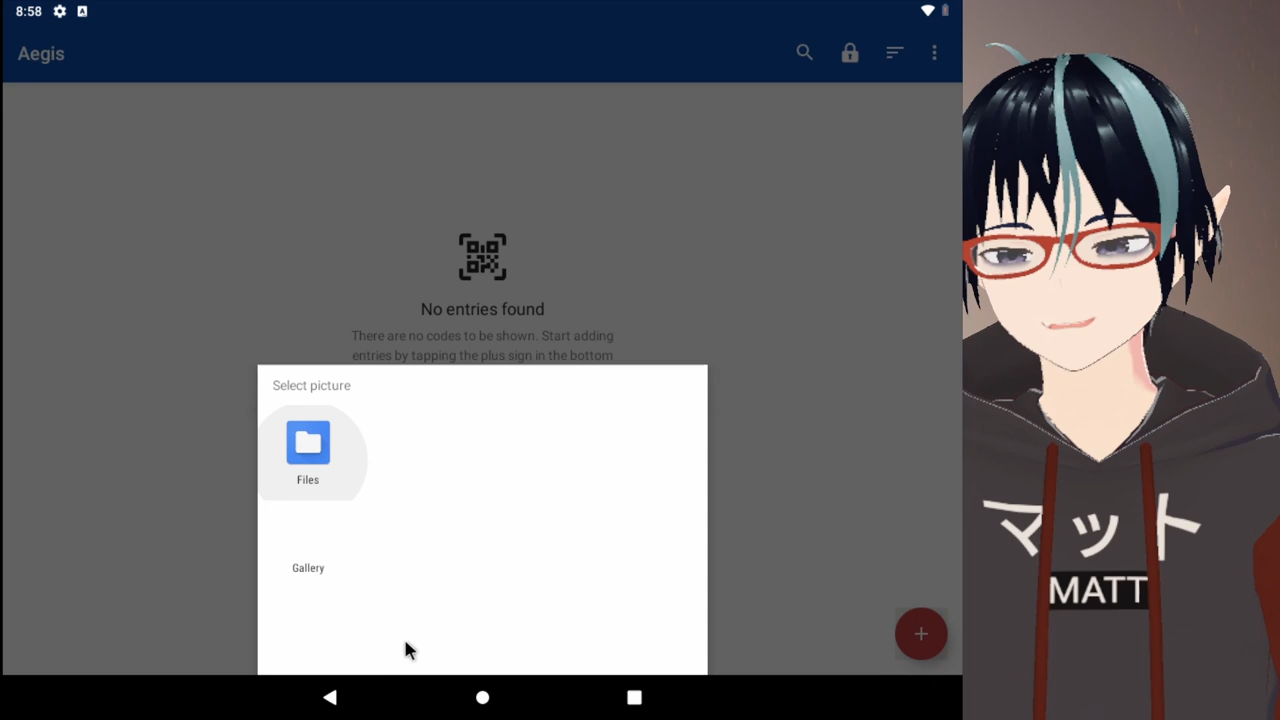 8:58
Aegis
No entries found
There are no codes to be shown. Start adding
entries by tapping the plus sign in the bottom
Select picture
Files
Gallery
マット
MATT